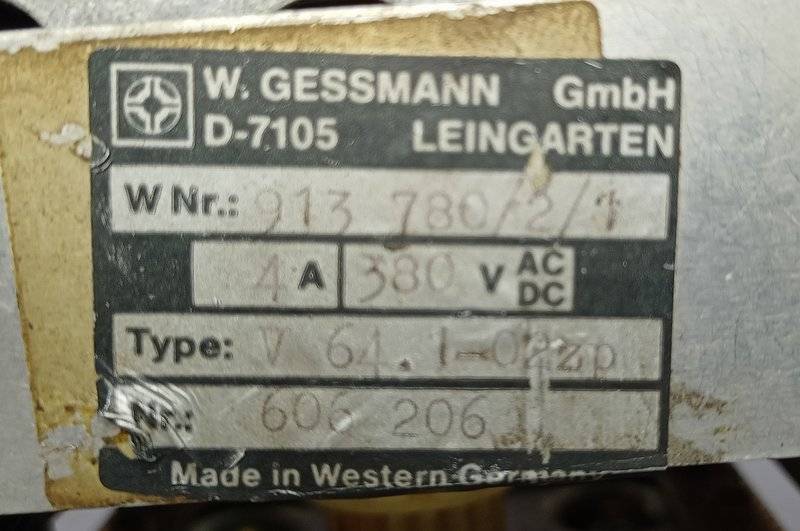 W. GESSMANN GmbH
D-7105 LEINGARTEN
W Nr.: 913 780/2/1
4 A 380 V AC DC
Type: V 64.1-02zp
Nr.: 606 206
Made in Western Germany